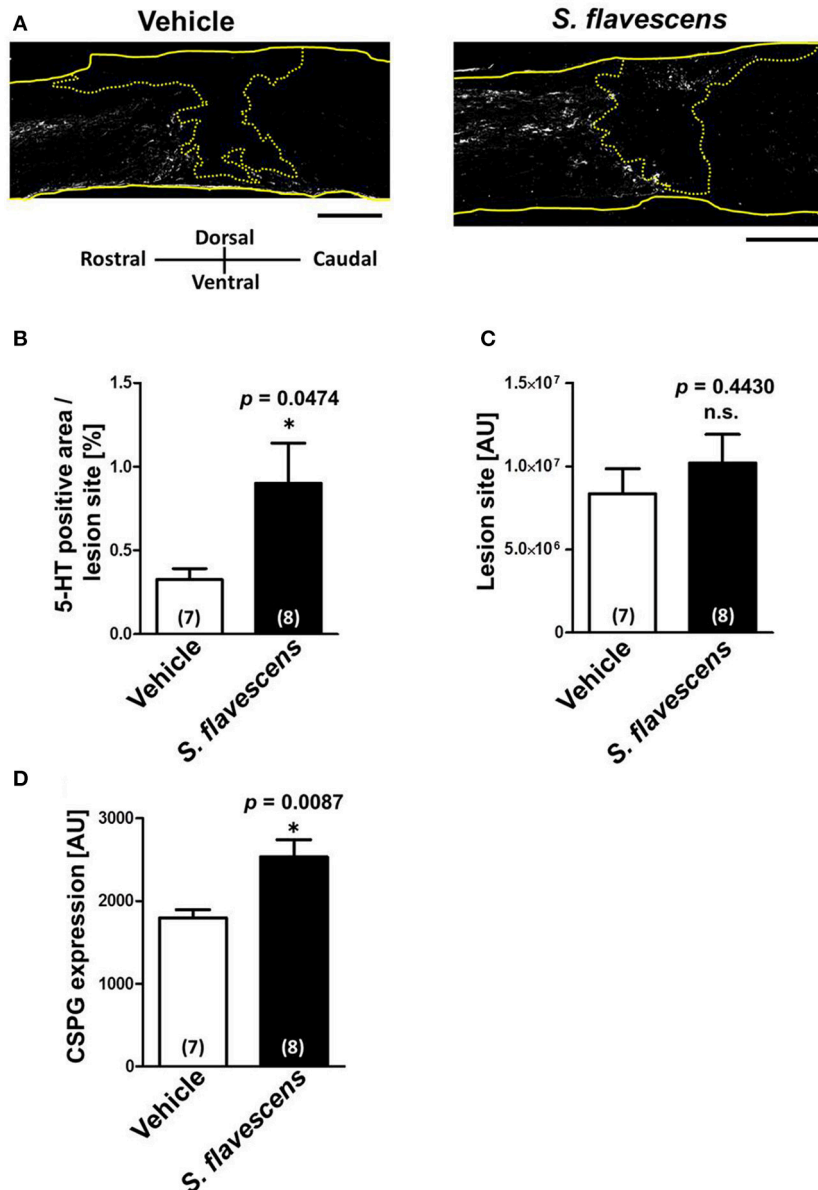 A
Vehicle
S. flavescens
Dorsal
Rostral
Caudal
Ventral
B
5-HT positive area /
lesion site [%]
1.5
1.0
0.5
0.0
p = 0.0474
*
(7)
(8)
Vehicle
S. flavescens
C
Lesion site [AU]
1.5×10⁷
1.0×10⁷
5.0×10⁶
0
p = 0.4430
n.s.
(7)
(8)
Vehicle
S. flavescens
D
CSPG expression [AU]
3000
2000
1000
0
p = 0.0087
*
(7)
(8)
Vehicle
S. flavescens